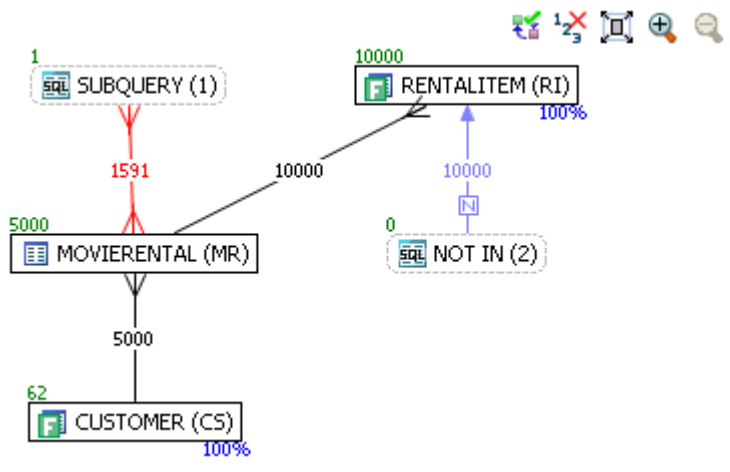 1
SUBQUERY (1)
10000
RENTALITEM (RI)
100%
1591
10000
10000
5000
MOVIERENTAL (MR)
0
NOT IN (2)
5000
62
CUSTOMER (CS)
100%